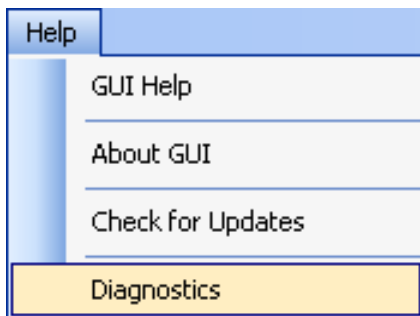 Help
GUI Help
About GUI
Check for Updates
Diagnostics